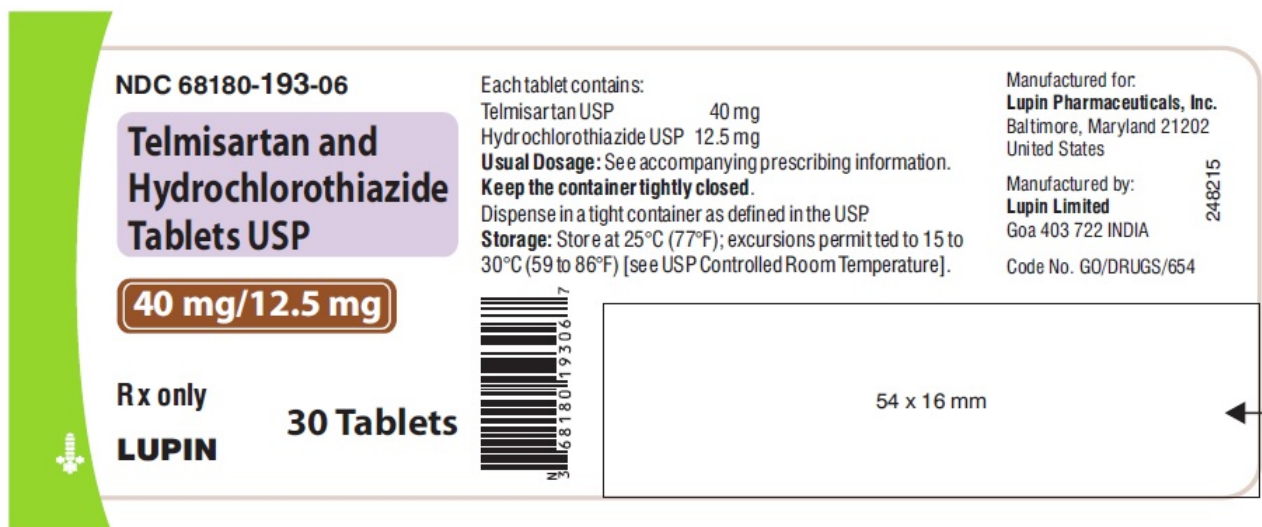 NDC 68180-193-06
Telmisartan and
Hydrochlorothiazide
Tablets USP
40 mg/12.5 mg
Rx only
30 Tablets
LUPIN
Each tablet contains:
Telmisartan USP 40 mg
Hydrochlorothiazide USP 12.5 mg
Usual Dosage: See accompanying prescribing information.
Keep the container tightly closed.
Dispense in a tight container as defined in the USP.
Storage: Store at 25°C (77°F); excursions permitted to 15 to
30°C (59 to 86°F) [see USP Controlled Room Temperature].
N 3 68180 19306 7
54 x 16 mm
Manufactured for:
Lupin Pharmaceuticals, Inc.
Baltimore, Maryland 21202
United States
Manufactured by:
Lupin Limited
Goa 403 722 INDIA
Code No. GO/DRUGS/654
248215